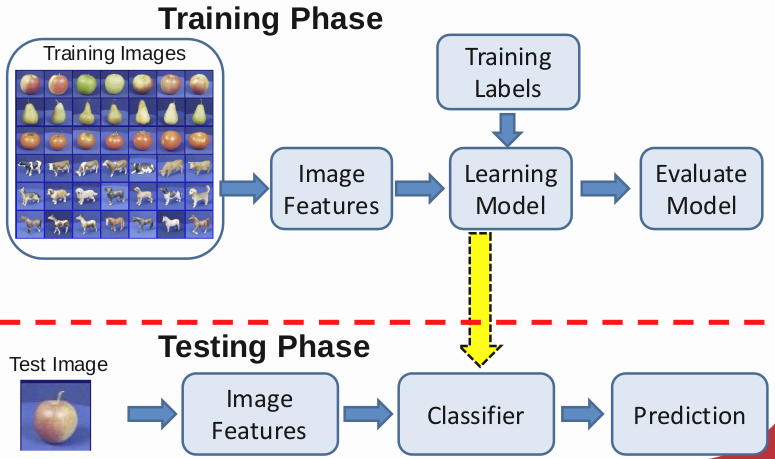 Training Phase
Training Images
Training
Labels
Image
Features
Learning
Model
Evaluate
Model
Testing Phase
Test Image
Image
Features
Classifier
Prediction